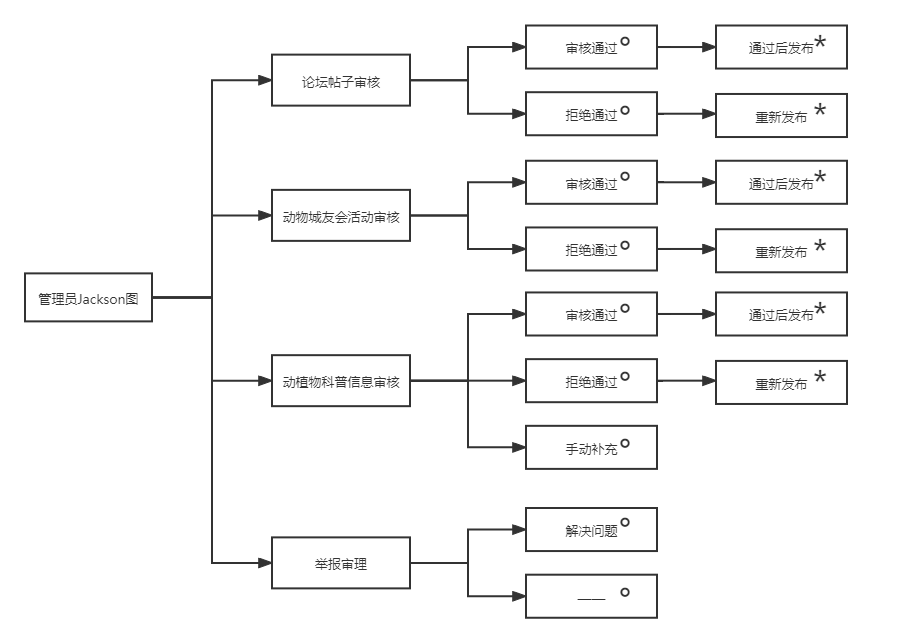 管理员Jackson图
论坛帖子审核
审核通过°
通过后发布*
拒绝通过°
重新发布 *
动物城友会活动审核
审核通过°
通过后发布*
拒绝通过°
重新发布 *
动植物科普信息审核
审核通过°
通过后发布*
拒绝通过°
重新发布 *
手动补充°
举报审理
解决问题°
—— °